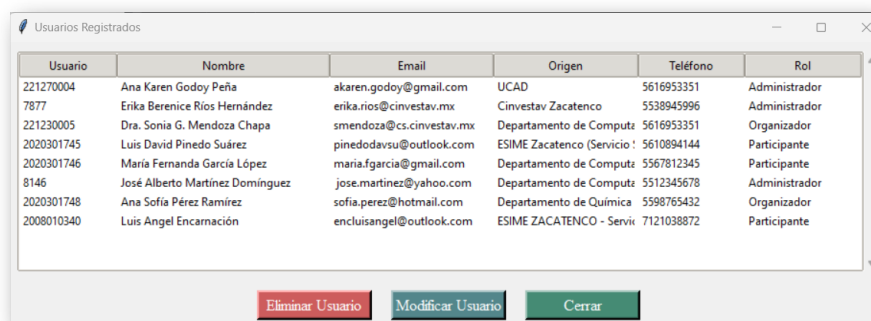 Usuarios Registrados
Usuario Nombre Email Origen Teléfono Rol
221270004 Ana Karen Godoy Peña akaren.godoy@gmail.com UCAD 5616953351 Administrador
7877 Erika Berenice Ríos Hernández erika.rios@cinvestav.mx Cinvestav Zacatenco 5538945996 Administrador
221230005 Dra. Sonia G. Mendoza Chapa smendoza@cs.cinvestav.mx Departamento de Computa 5616953351 Organizador
2020301745 Luis David Pinedo Suárez pinedodavsu@outlook.com ESIME Zacatenco (Servicio 5610894144 Participante
2020301746 María Fernanda García López maria.fgarcia@gmail.com Departamento de Computa 5567812345 Participante
8146 José Alberto Martínez Domínguez jose.martinez@yahoo.com Departamento de Computa 5512345678 Administrador
2020301748 Ana Sofía Pérez Ramírez sofia.perez@hotmail.com Departamento de Química 5598765432 Organizador
2008010340 Luis Angel Encarnación encluisangel@outlook.com ESIME ZACATENCO - Servic 7121038872 Participante
Eliminar Usuario Modificar Usuario Cerrar